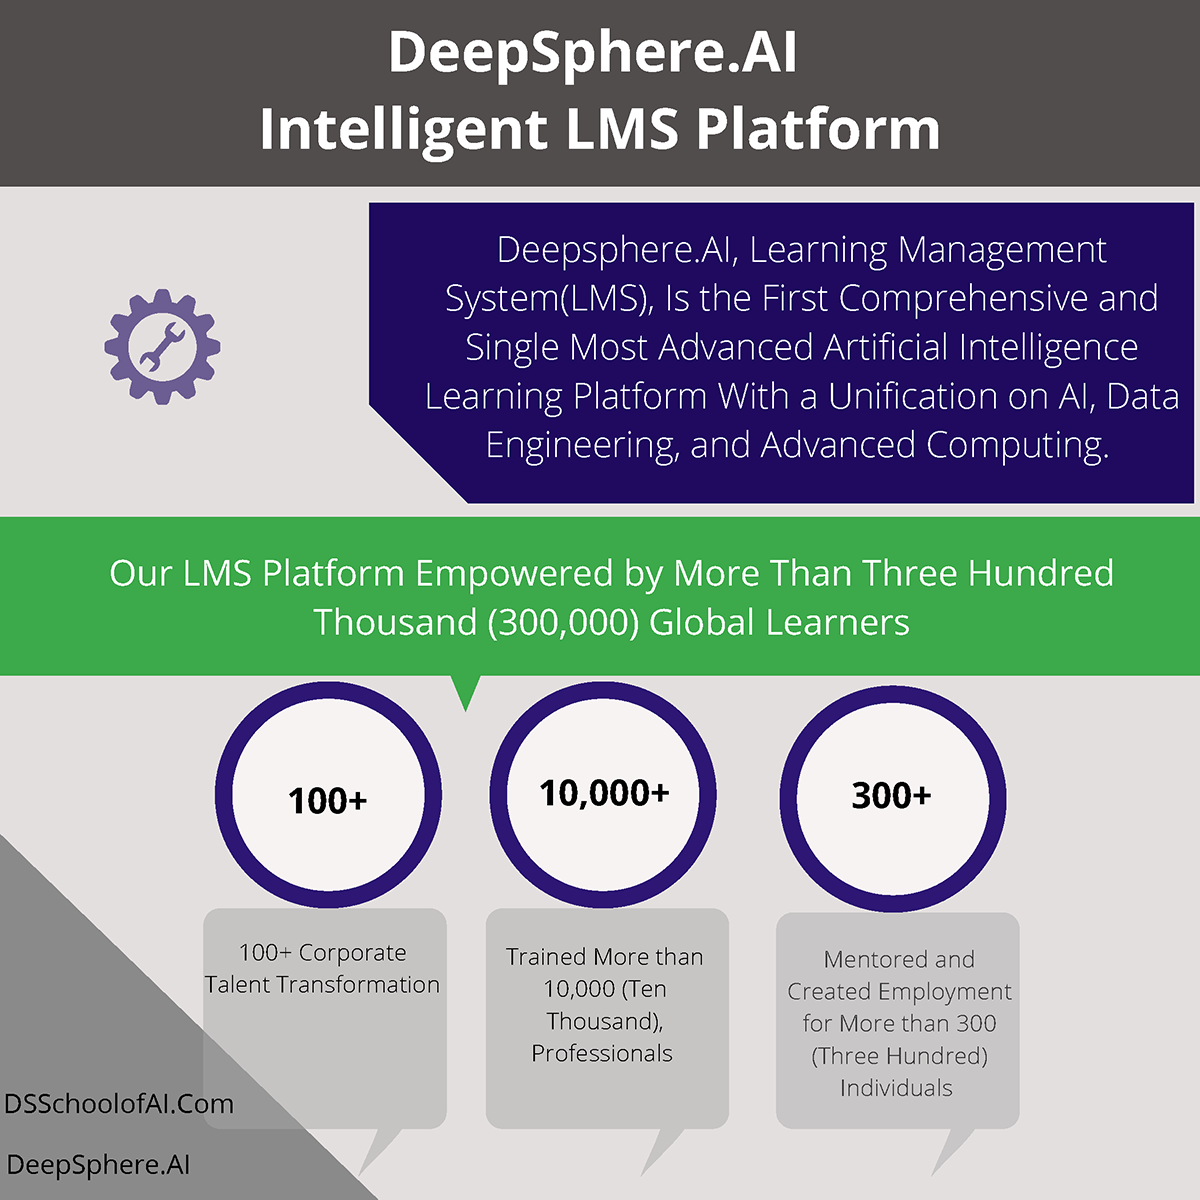 DeepSphere.AI
Intelligent LMS Platform
Deepsphere.AI, Learning Management
System(LMS), Is the First Comprehensive and
Single Most Advanced Artificial Intelligence
Learning Platform With a Unification on AI, Data
Engineering, and Advanced Computing.
Our LMS Platform Empowered by More Than Three Hundred
Thousand (300,000) Global Learners
100+
100+ Corporate
Talent Transformation
10,000+
Trained More than
10,000 (Ten
Thousand),
Professionals
300+
Mentored and
Created Employment
for More than 300
(Three Hundred)
Individuals
DSSchoolofAI.Com
DeepSphere.AI